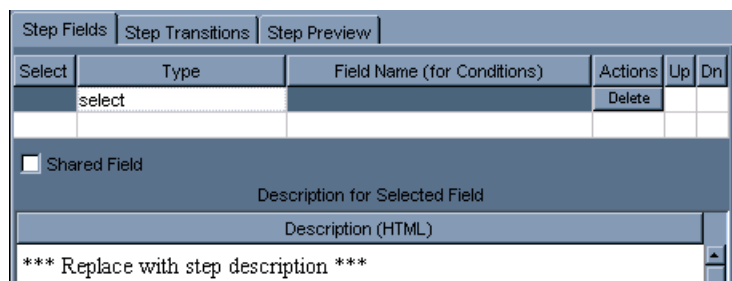 Step Fields Step Transitions Step Preview
Select Type Field Name (for Conditions) Actions Up Dn
select Delete
Shared Field
Description for Selected Field
Description (HTML)
*** Replace with step description ***